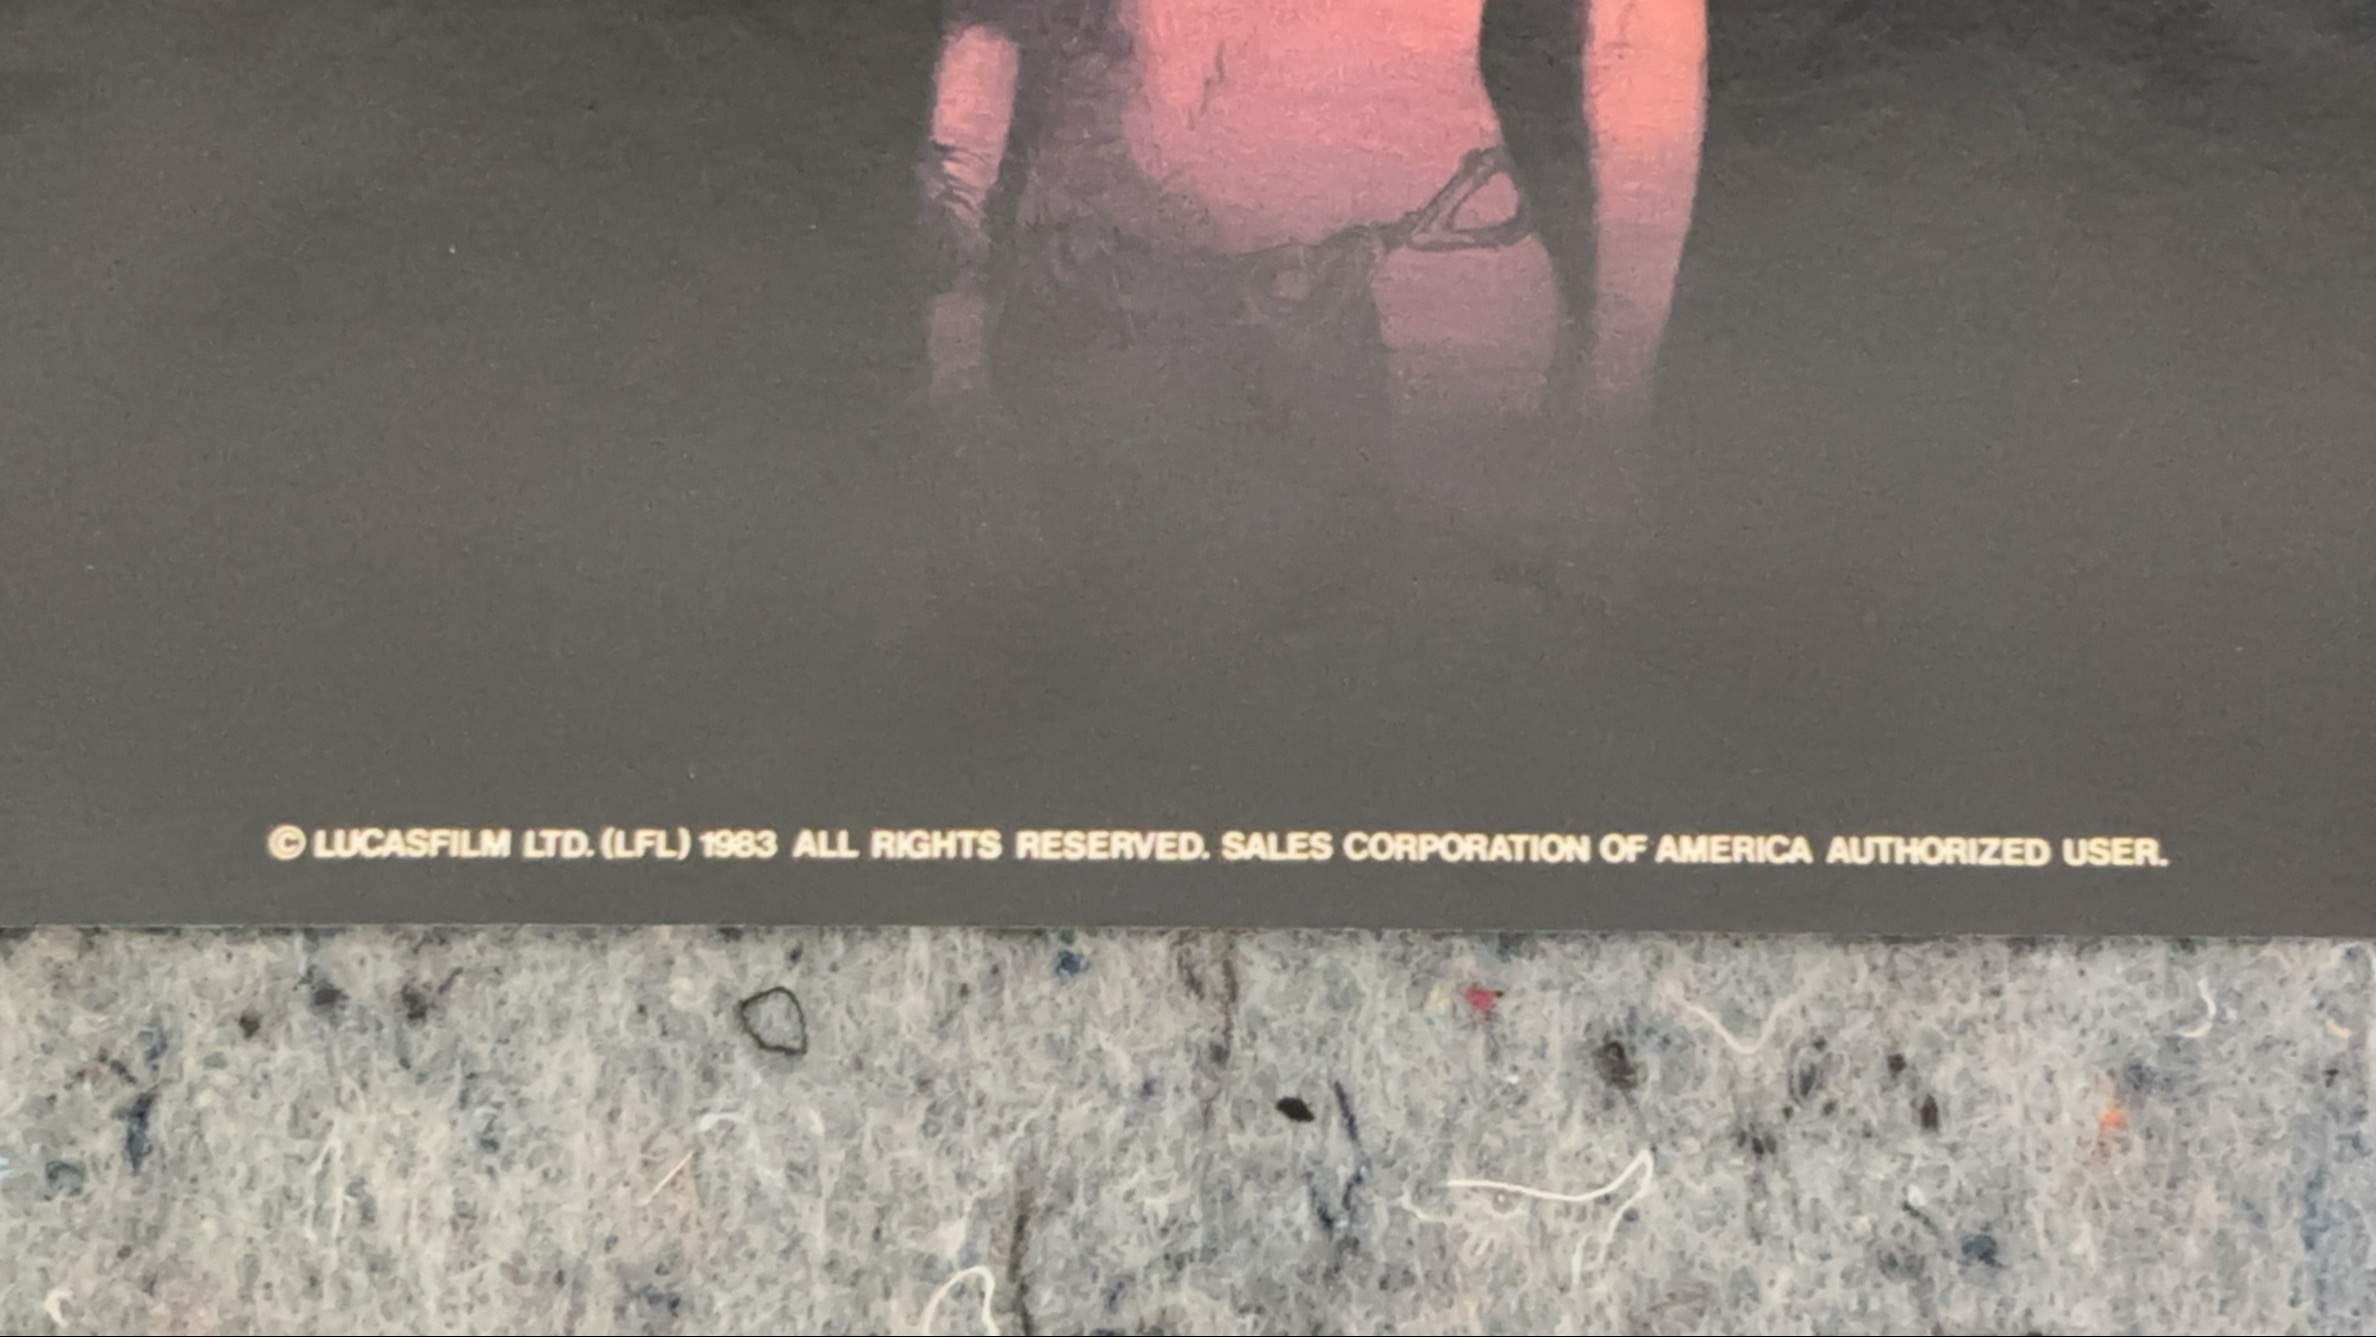 © LUCASFILM LTD. (LFL) 1983 ALL RIGHTS RESERVED. SALES CORPORATION OF AMERICA AUTHORIZED USER.